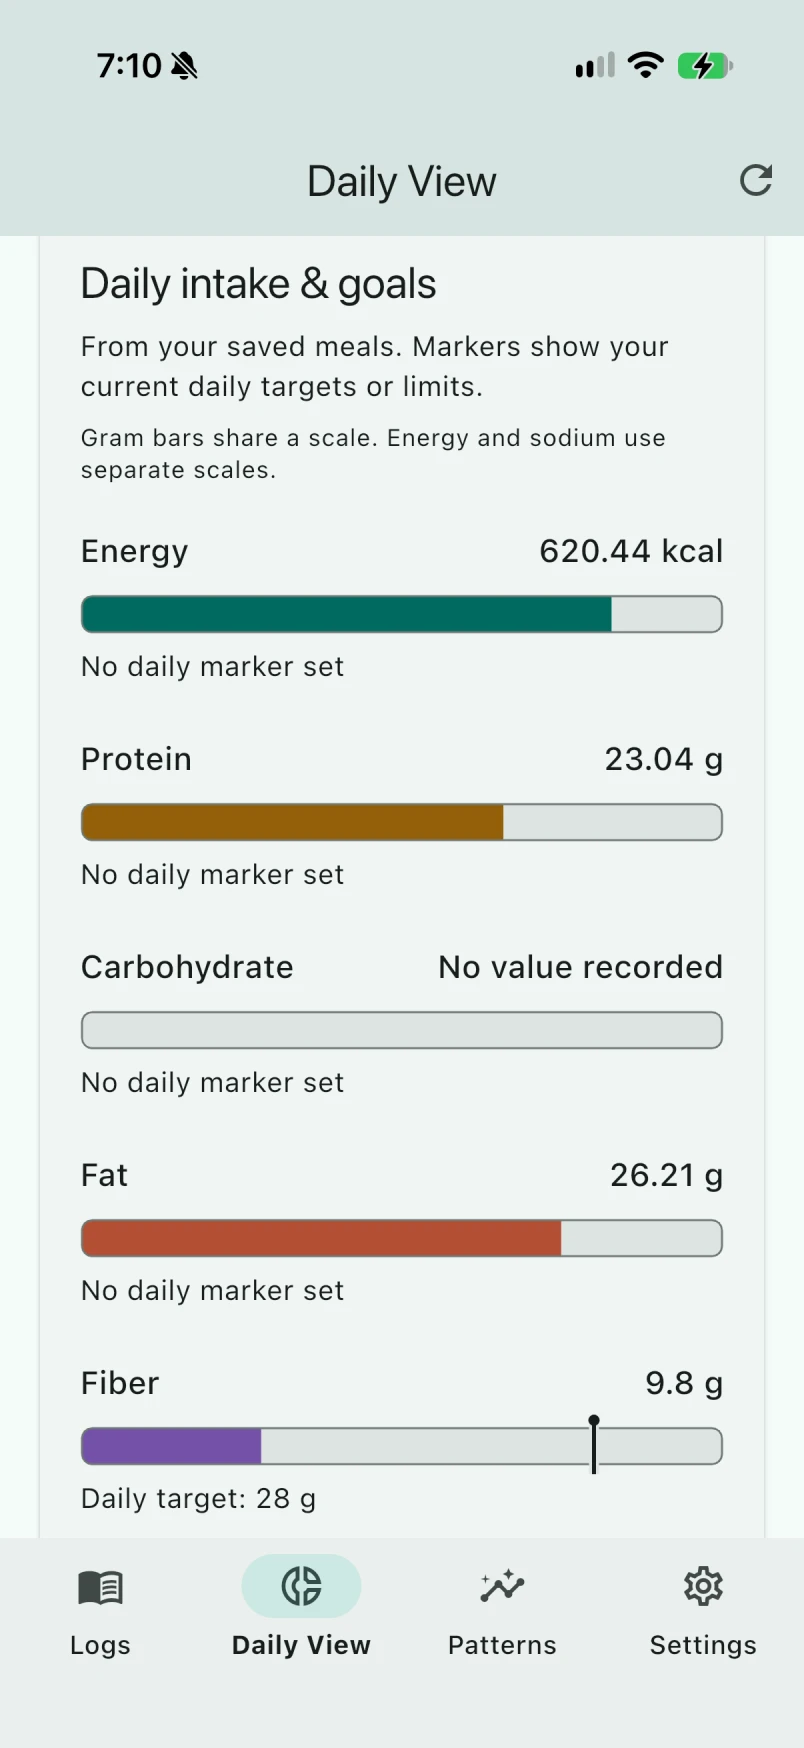 7:10
Daily View
Daily intake & goals
From your saved meals. Markers show your
current daily targets or limits.
Gram bars share a scale. Energy and sodium use
separate scales.
Energy 620.44 kcal
No daily marker set
Protein 23.04 g
No daily marker set
Carbohydrate No value recorded
No daily marker set
Fat 26.21 g
No daily marker set
Fiber 9.8 g
Daily target: 28 g
Logs Daily View Patterns Settings